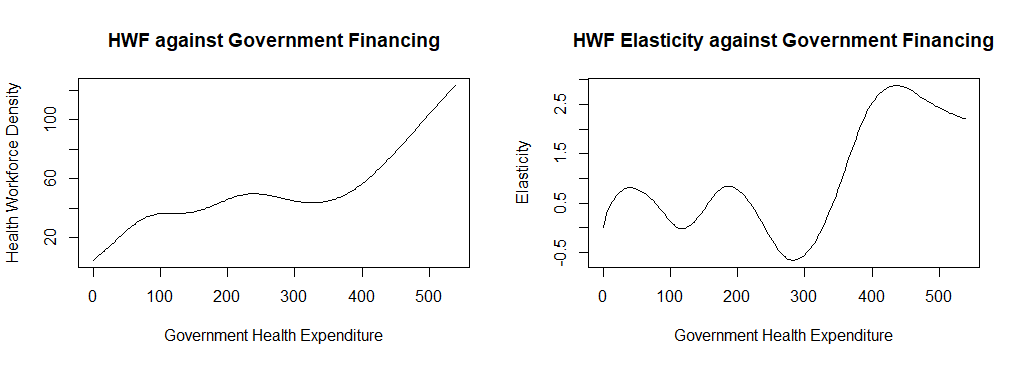 HWF against Government Financing
Health Workforce Density
20
60
100
0 100 200 300 400 500
Government Health Expenditure
HWF Elasticity against Government Financing
Elasticity
-0.5
0.5
1.5
2.5
0 100 200 300 400 500
Government Health Expenditure